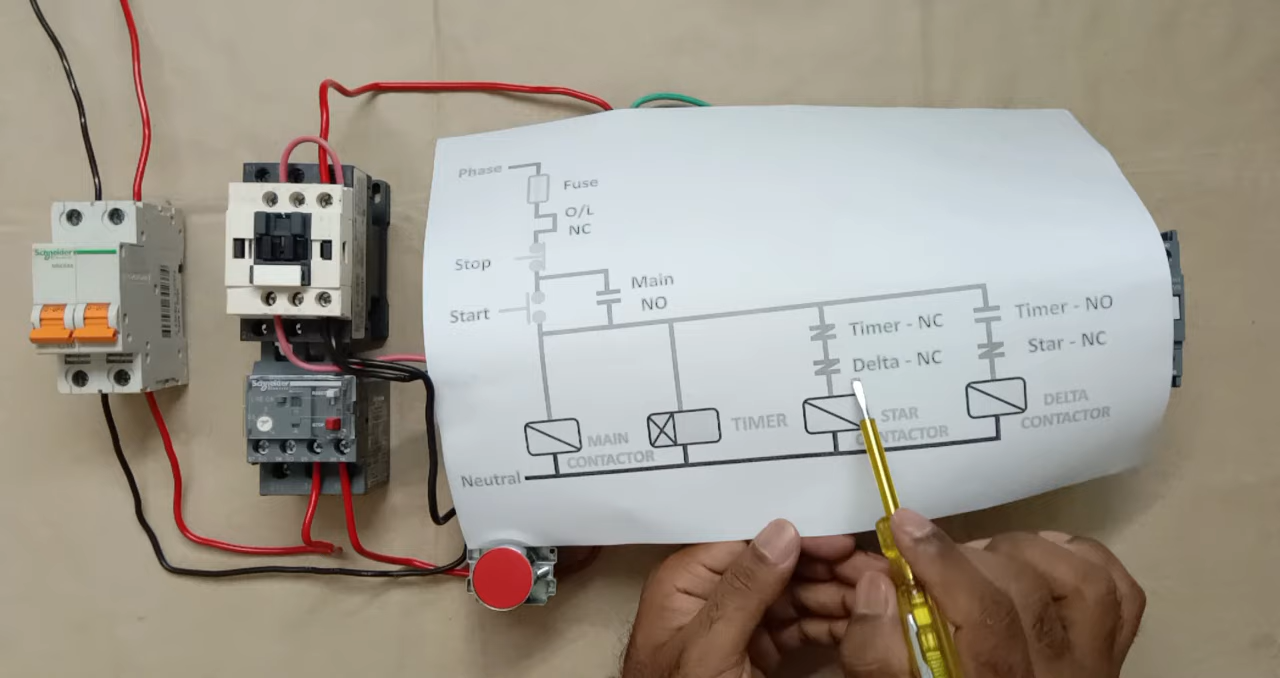 Schneider
Schneider
Phase
Fuse
O/L
NC
Stop
Main
NO
Start
Timer - NC
Delta - NC
Timer - NO
Star - NC
MAIN
CONTACTOR
TIMER
STAR
CONTACTOR
DELTA
CONTACTOR
Neutral